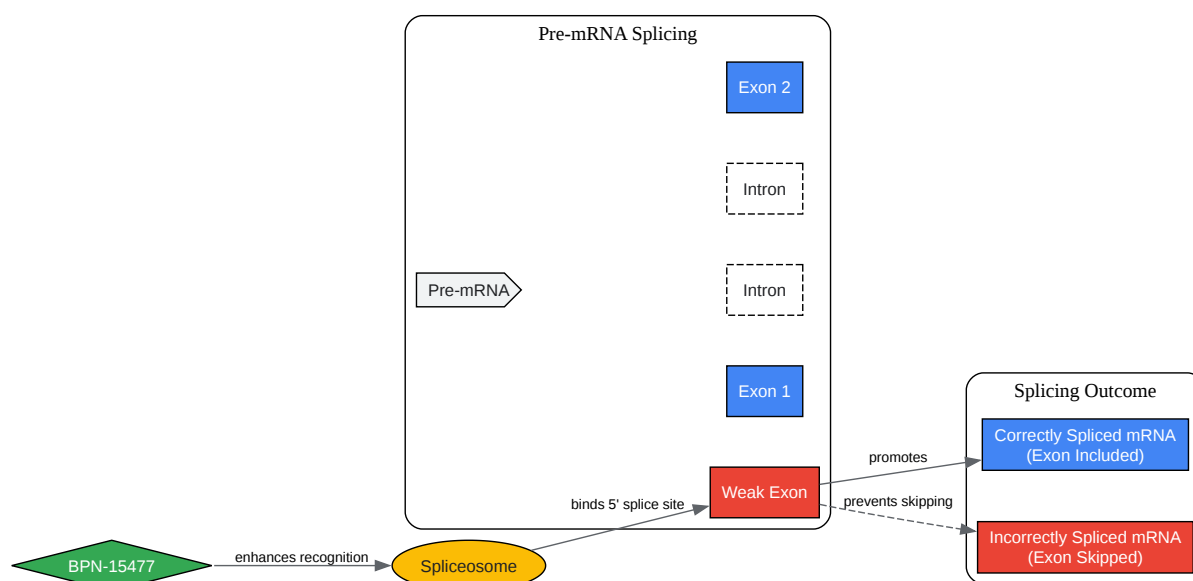 Pre-mRNA Splicing
Exon 2
Intron
Pre-mRNA
Intron
Exon 1
Splicing Outcome
Correctly Spliced mRNA
(Exon Included)
promotes
Weak Exon
binds 5' splice site
prevents skipping
Incorrectly Spliced mRNA
(Exon Skipped)
BPN-15477
enhances recognition
Spliceosome